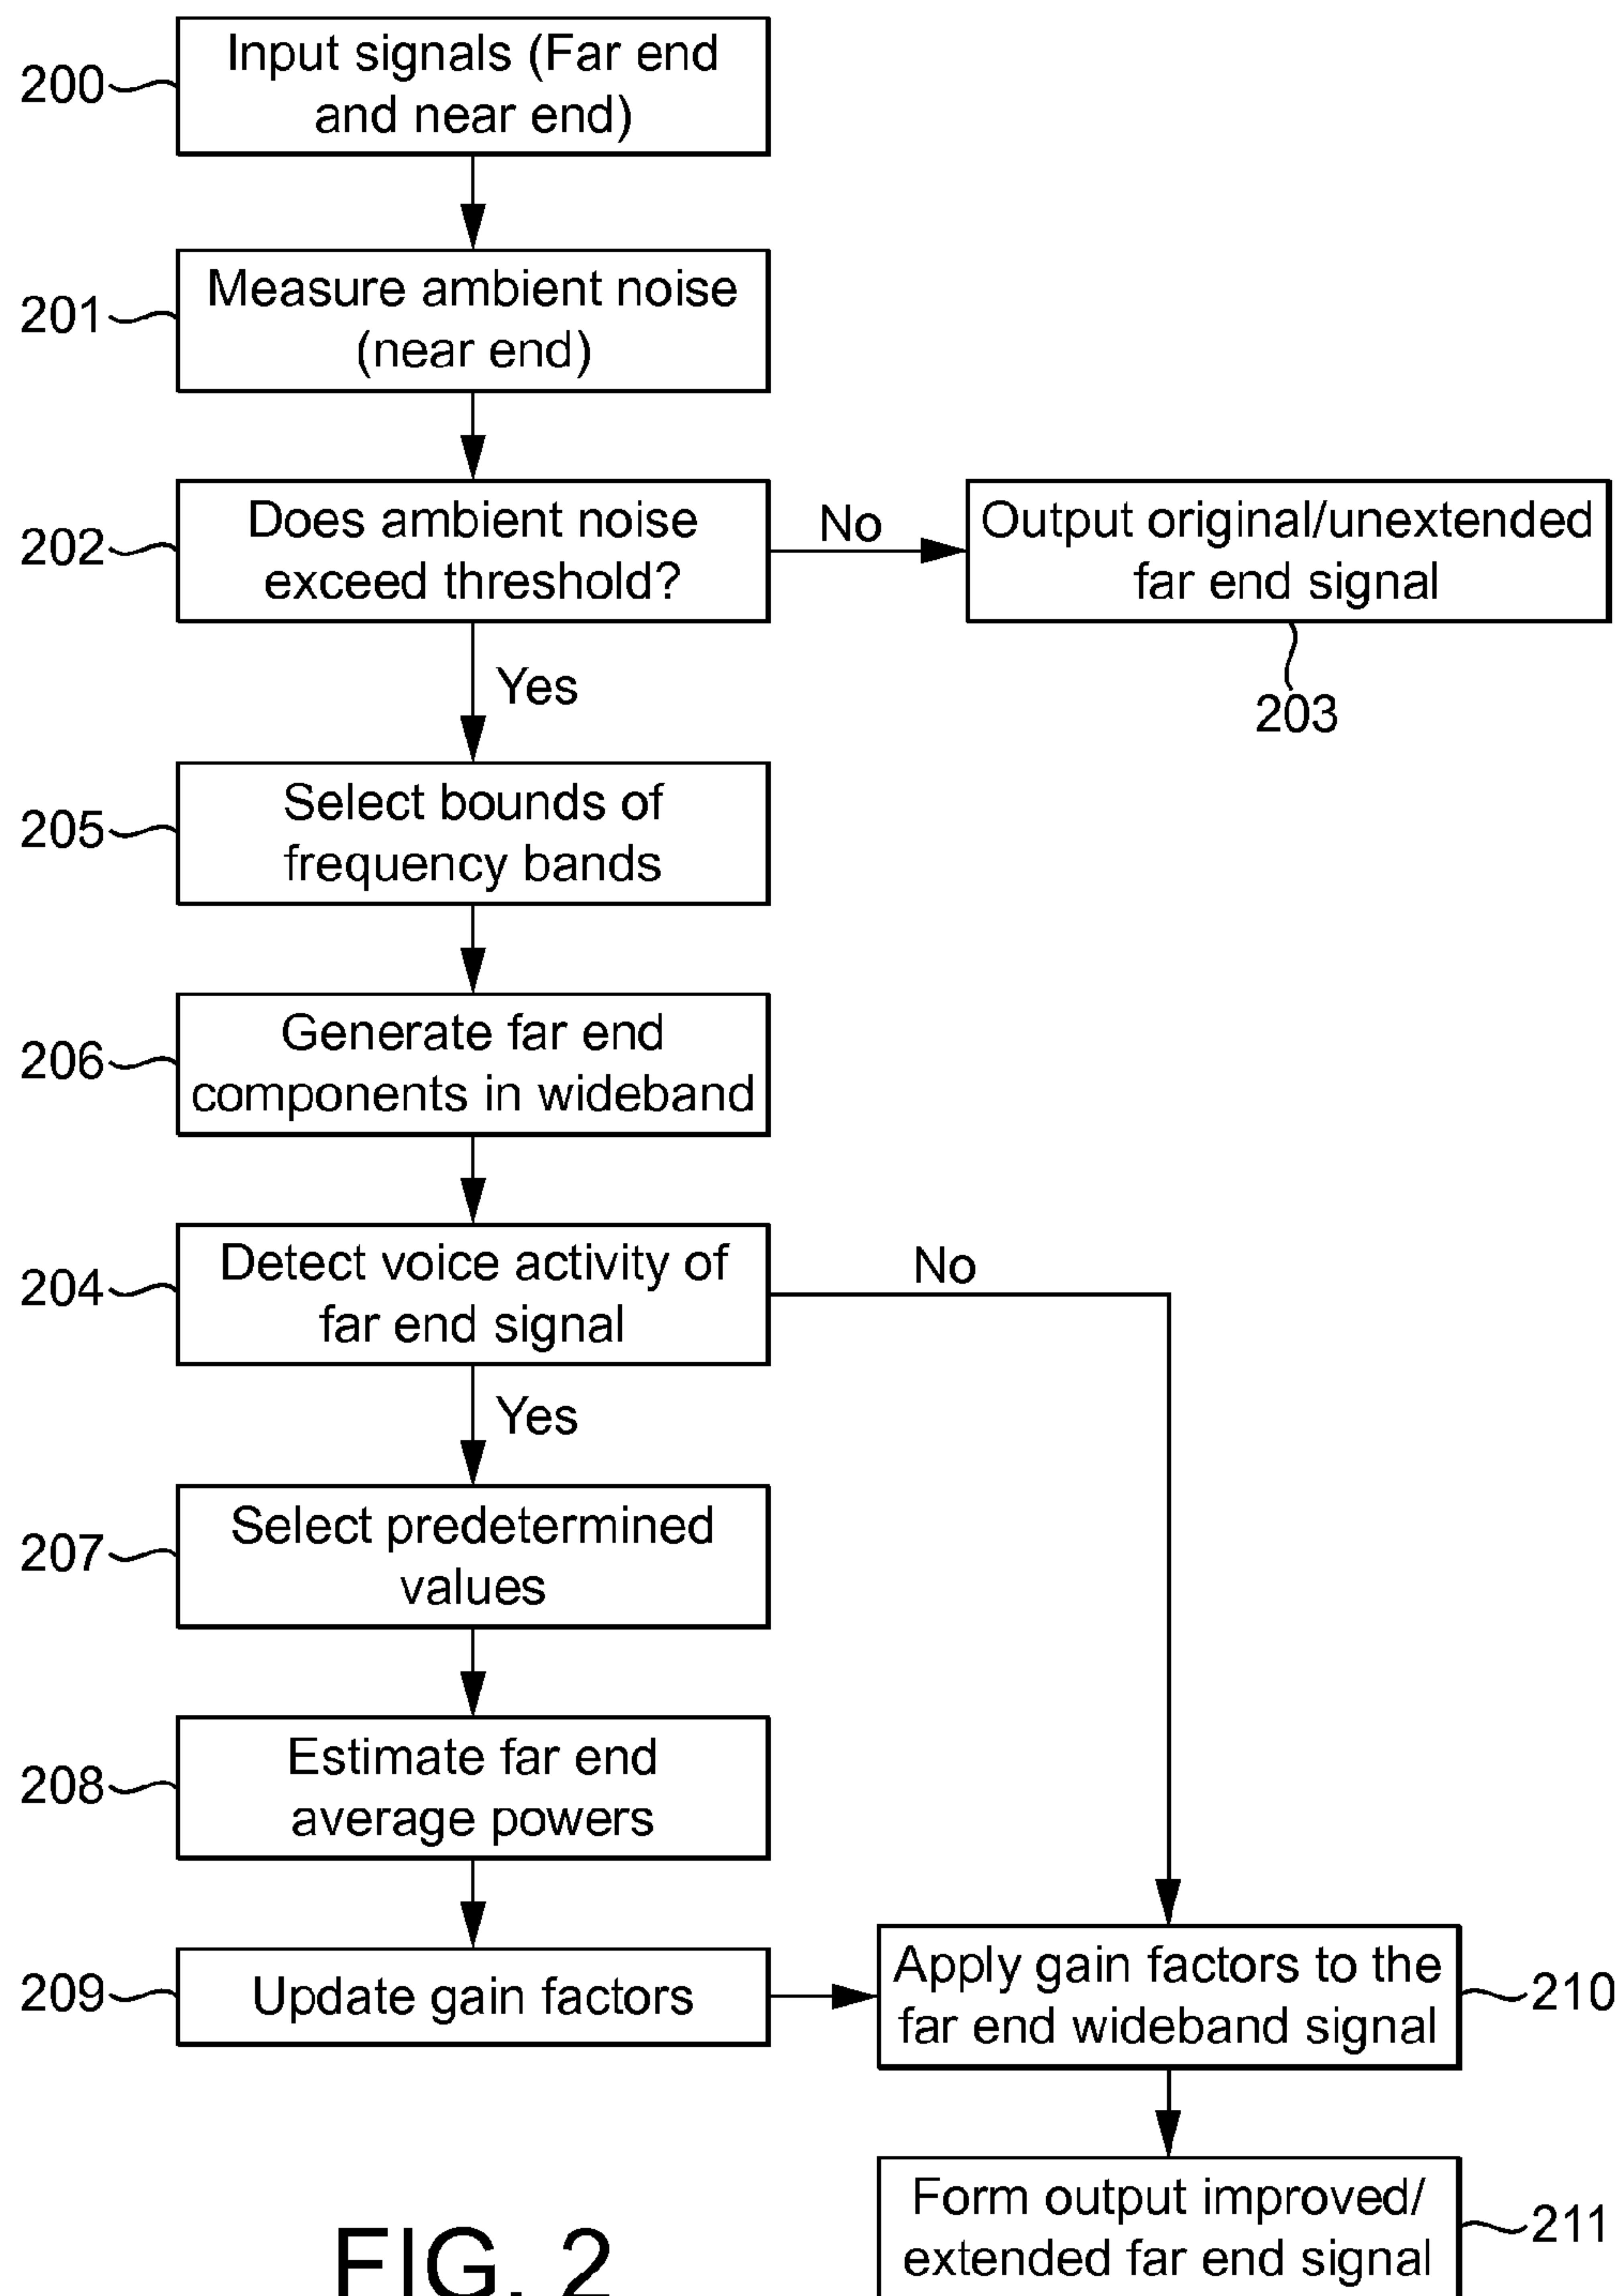 200
Input signals (Far end
and near end)
201
Measure ambient noise
(near end)
202
Does ambient noise
exceed threshold?
No
Output original/unextended
far end signal
203
Yes
205
Select bounds of
frequency bands
206
Generate far end
components in wideband
204
Detect voice activity of
far end signal
No
Yes
207
Select predetermined
values
208
Estimate far end
average powers
209
Update gain factors
Apply gain factors to the
far end wideband signal
210
Form output improved/
extended far end signal
211
FIG. 2